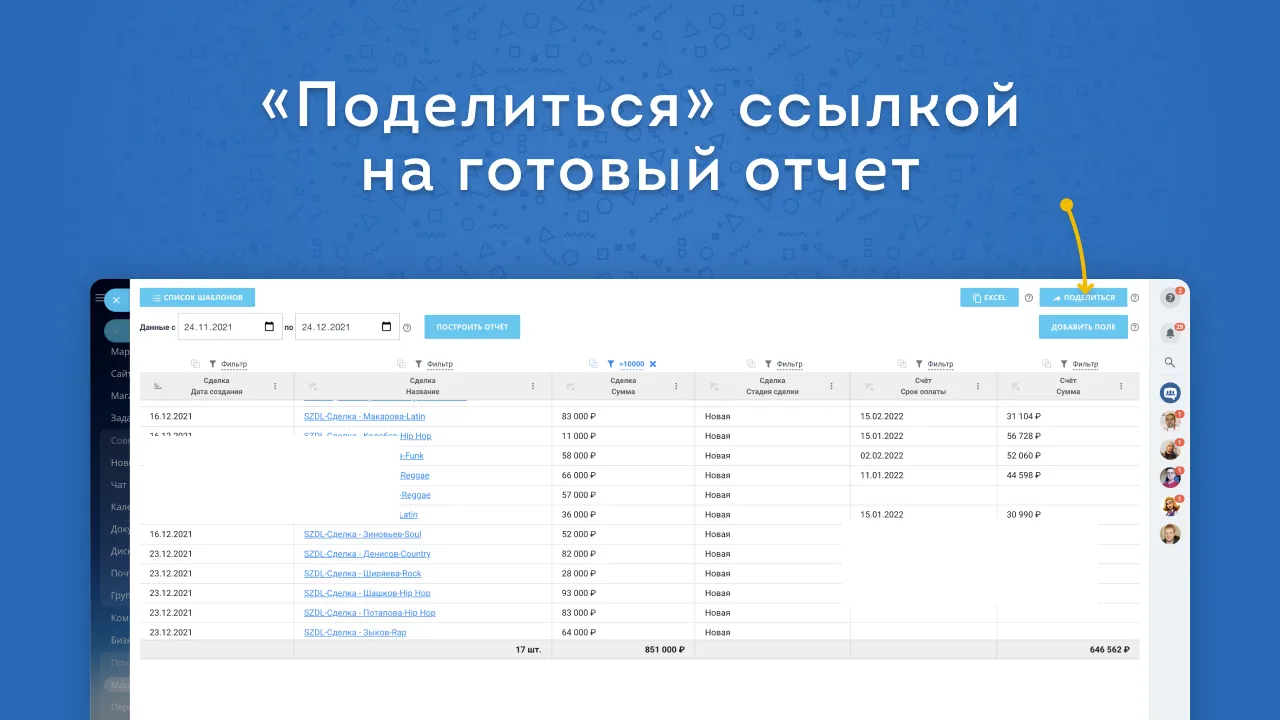 «Поделиться» ссылкой
на готовый отчет
СПИСОК ШАБЛОНОВ
EXCEL
ПОДЕЛИТЬСЯ
3
Данные с 24.11.2021 по 24.12.2021
ПОСТРОИТЬ ОТЧЁТ
ДОБАВИТЬ ПОЛЕ
29
Мар
Сайт
Мага
Зада
Совм
Ново
Чат
Кале
Доку
Диск
Почт
Груп
Ком
Бизн
Мар
Фильтр Фильтр >10000 Фильтр Фильтр Фильтр
Сделка Сделка Сделка Сделка Счёт Счёт
Дата создания Название Сумма Стадия сделки Срок оплаты Сумма
16.12.2021 SZDL-Сделка - Макарова-Latin 83 000 ₽ Новая 15.02.2022 31 104 ₽
16.12.2021 SZDL-Сделка - Hip Hop 11 000 ₽ Новая 15.01.2022 56 728 ₽
a-Funk 58 000 ₽ Новая 02.02.2022 52 060 ₽
-Reggae 66 000 ₽ Новая 11.01.2022 44 598 ₽
-Reggae 57 000 ₽ Новая
Latin 36 000 ₽ Новая 15.01.2022 30 990 ₽
16.12.2021 SZDL-Сделка - Зиновьев-Soul 52 000 ₽ Новая
23.12.2021 SZDL-Сделка - Денисов-Country 82 000 ₽ Новая
23.12.2021 SZDL-Сделка - Ширяева-Rock 28 000 ₽ Новая
23.12.2021 SZDL-Сделка - Шашков-Hip Hop 93 000 ₽ Новая
23.12.2021 SZDL-Сделка - Потапова-Hip Hop 83 000 ₽ Новая
23.12.2021 SZDL-Сделка - Зыков-Rap 64 000 ₽ Новая
17 шт. 851 000 ₽ 646 562 ₽
1
1
1
1